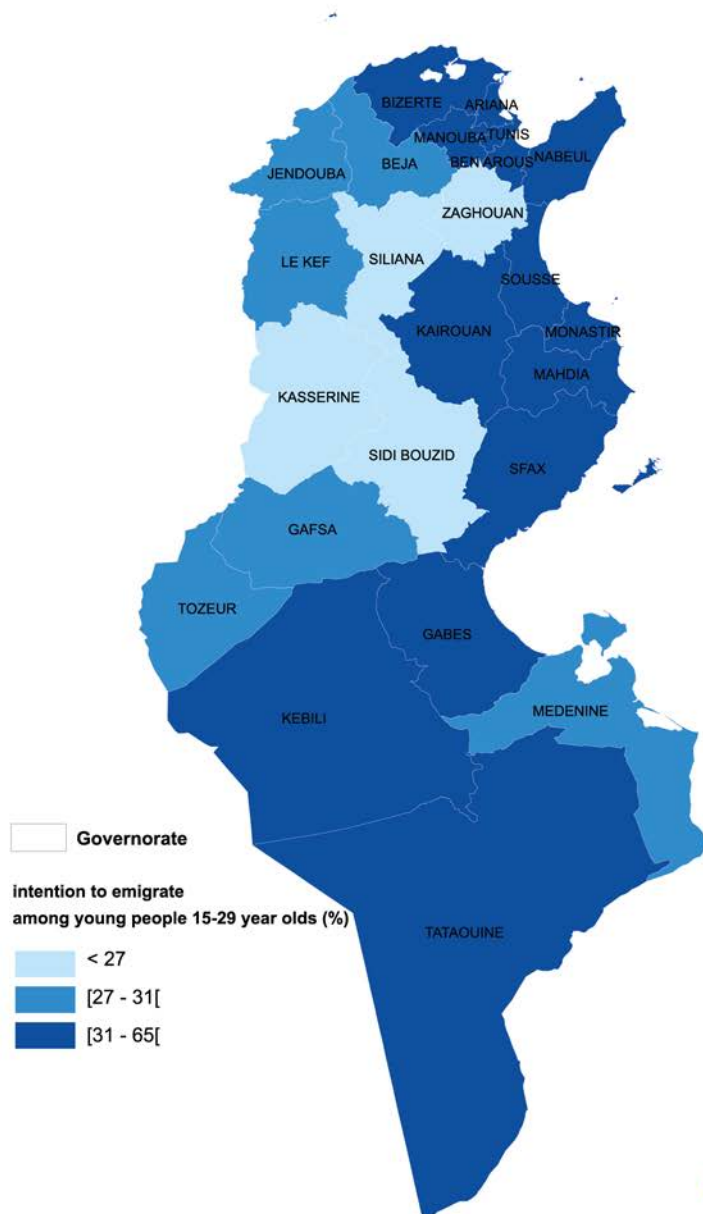 BIZERTE
ARIANA
MANOUBA
TUNIS
BEJA
BEN AROUS
NABEUL
JENDOUBA
ZAGHOUAN
SILIANA
LE KEF
SOUSSE
KAIROUAN
MONASTIR
MAHDIA
KASSERINE
SIDI BOUZID
SFAX
GAFSA
TOZEUR
GABES
KEBILI
MEDENINE
TATAOUINE
Governorate
intention to emigrate
among young people 15-29 year olds (%)
< 27
[27 - 31[
[31 - 65[